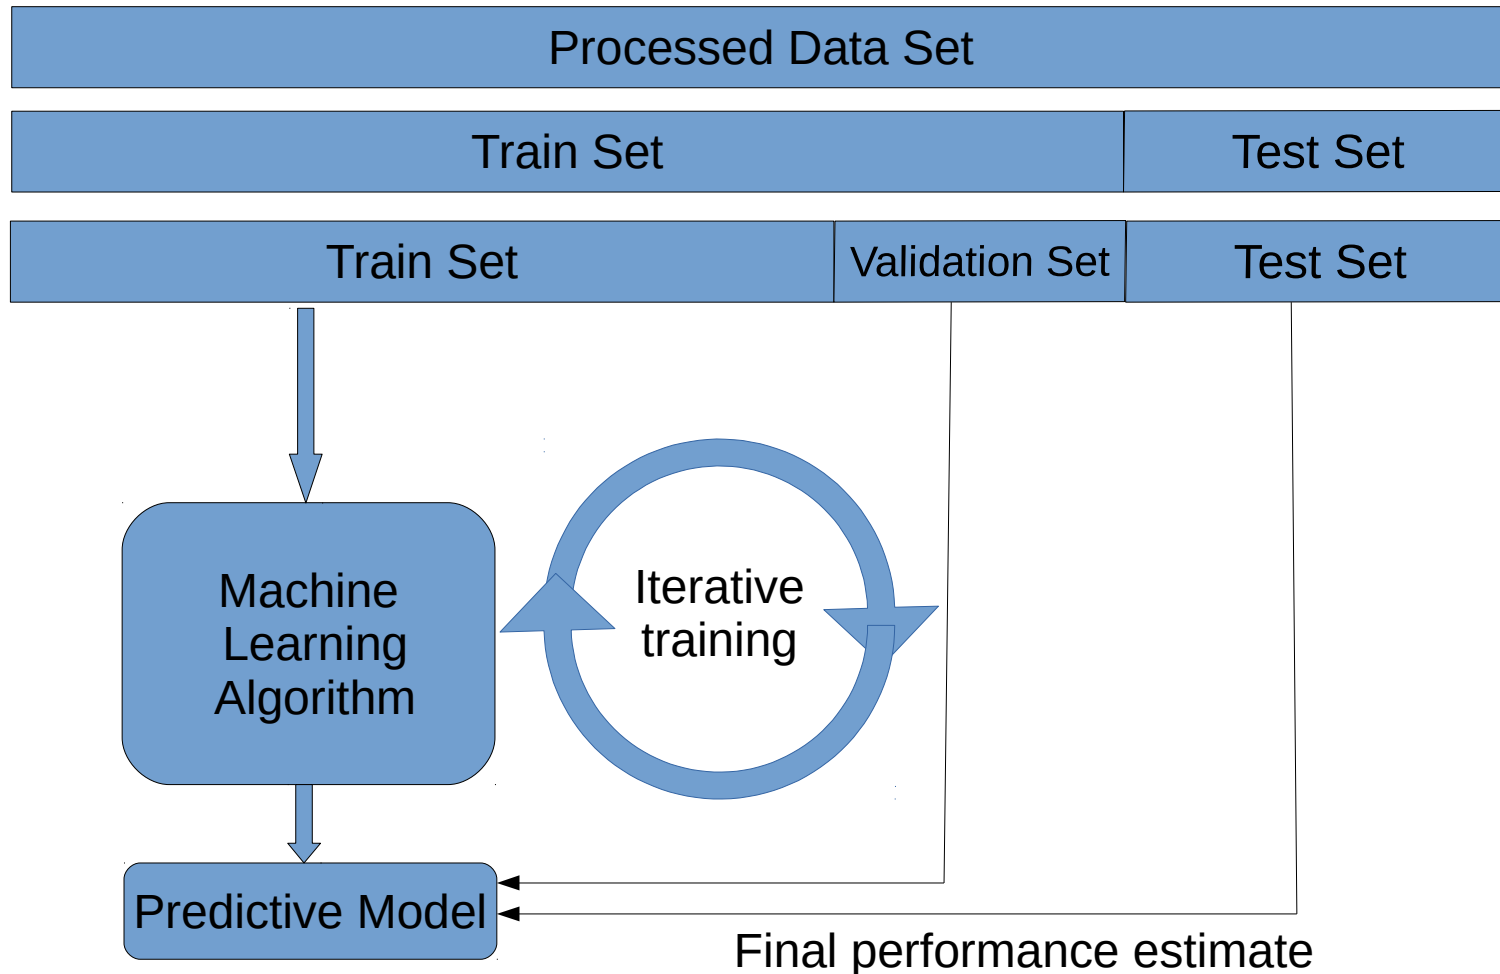 Processed Data Set
Train Set
Test Set
Train Set
Validation Set
Test Set
Machine
Learning
Algorithm
Iterative
training
Predictive Model
Final performance estimate